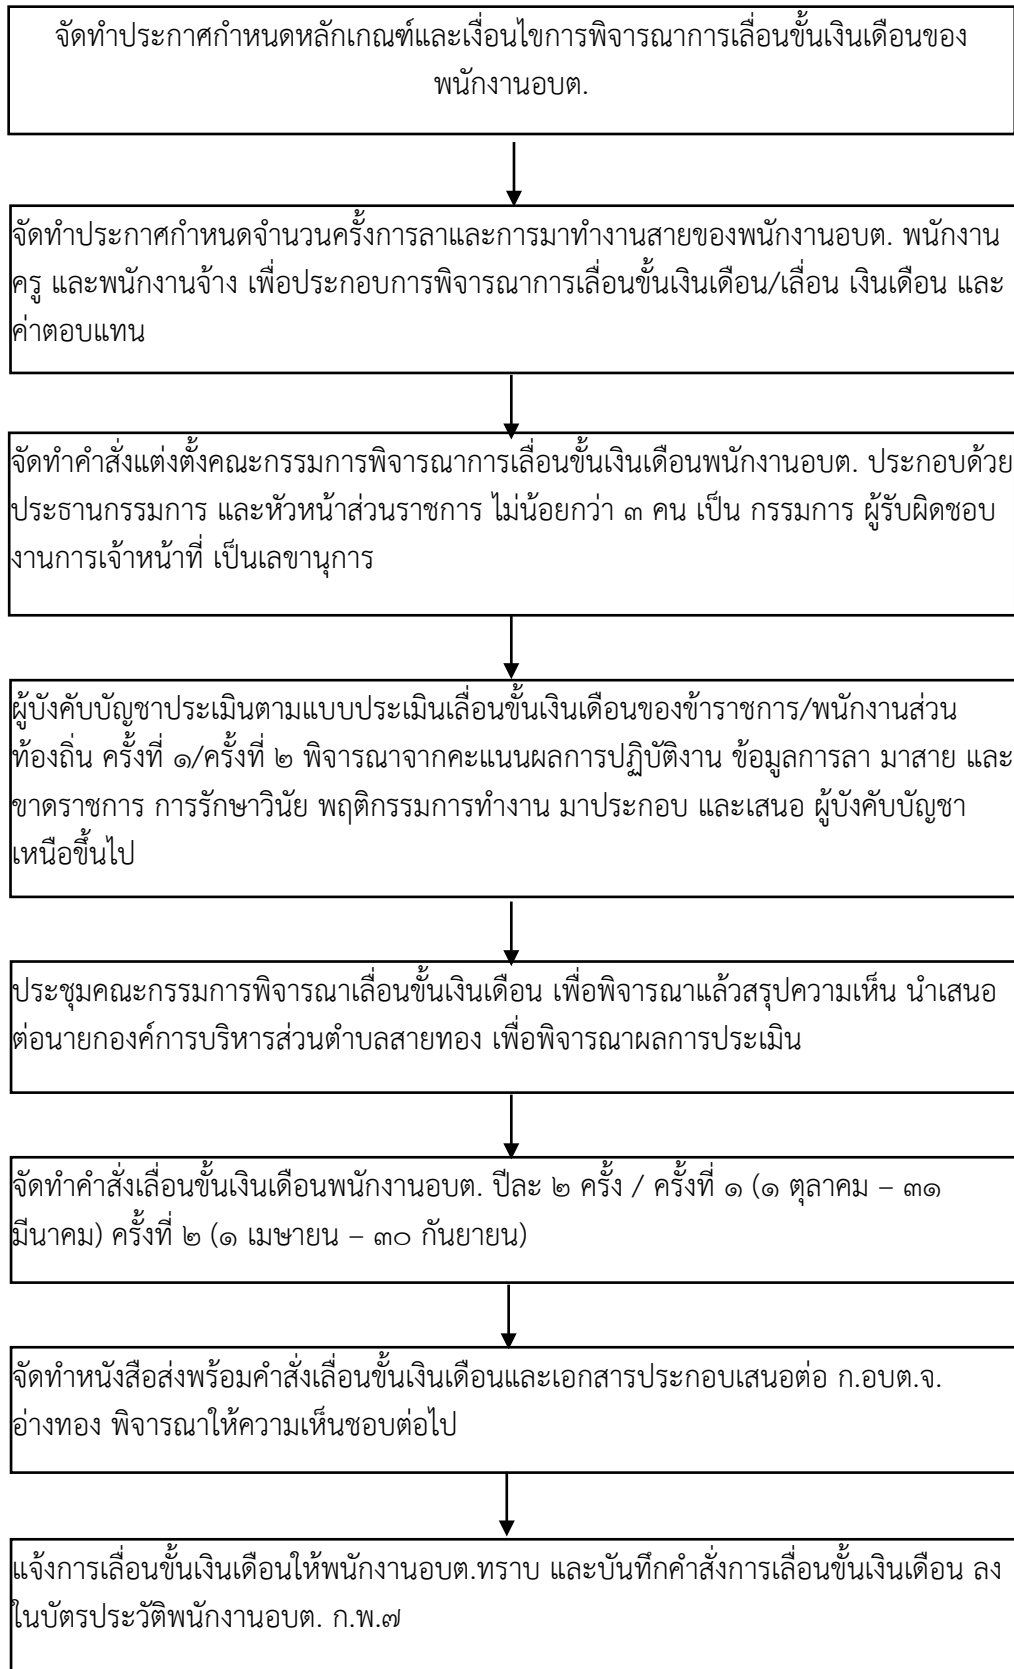 จัดทำประกาศกำหนดหลักเกณฑ์และเงื่อนไขการพิจารณาการเลื่อนขั้นเงินเดือนของ
พนักงานอบต.
จัดทำประกาศกำหนดจำนวนครั้งการลาและการมาทำงานสายของพนักงานอบต. พนักงาน
ครู และพนักงานจ้าง เพื่อประกอบการพิจารณาการเลื่อนขั้นเงินเดือน/เลื่อน เงินเดือน และ
ค่าตอบแทน
จัดทำคำสั่งแต่งตั้งคณะกรรมการพิจารณาการเลื่อนขั้นเงินเดือนพนักงานอบต. ประกอบด้วย
ประธานกรรมการ และหัวหน้าส่วนราชการ ไม่น้อยกว่า ๓ คน เป็น กรรมการ ผู้รับผิดชอบ
งานการเจ้าหน้าที่ เป็นเลขานุการ
ผู้บังคับบัญชาประเมินตามแบบประเมินเลื่อนขั้นเงินเดือนของข้าราชการ/พนักงานส่วน
ท้องถิ่น ครั้งที่ ๑/ครั้งที่ ๒ พิจารณาจากคะแนนผลการปฏิบัติงาน ข้อมูลการลา มาสาย และ
ขาดราชการ การรักษาวินัย พฤติกรรมการทำงาน มาประกอบ และเสนอ ผู้บังคับบัญชา
เหนือขึ้นไป
ประชุมคณะกรรมการพิจารณาเลื่อนขั้นเงินเดือน เพื่อพิจารณาแล้วสรุปความเห็น นำเสนอ
ต่อนายกองค์การบริหารส่วนตำบลสายทอง เพื่อพิจารณาผลการประเมิน
จัดทำคำสั่งเลื่อนขั้นเงินเดือนพนักงานอบต. ปีละ ๒ ครั้ง / ครั้งที่ ๑ (๑ ตุลาคม – ๓๑
มีนาคม) ครั้งที่ ๒ (๑ เมษายน – ๓๐ กันยายน)
จัดทำหนังสือส่งพร้อมคำสั่งเลื่อนขั้นเงินเดือนและเอกสารประกอบเสนอต่อ ก.อบต.จ.
อ่างทอง พิจารณาให้ความเห็นชอบต่อไป
แจ้งการเลื่อนขั้นเงินเดือนให้พนักงานอบต.ทราบ และบันทึกคำสั่งการเลื่อนขั้นเงินเดือน ลง
ในบัตรประวัติพนักงานอบต. ก.พ.๗